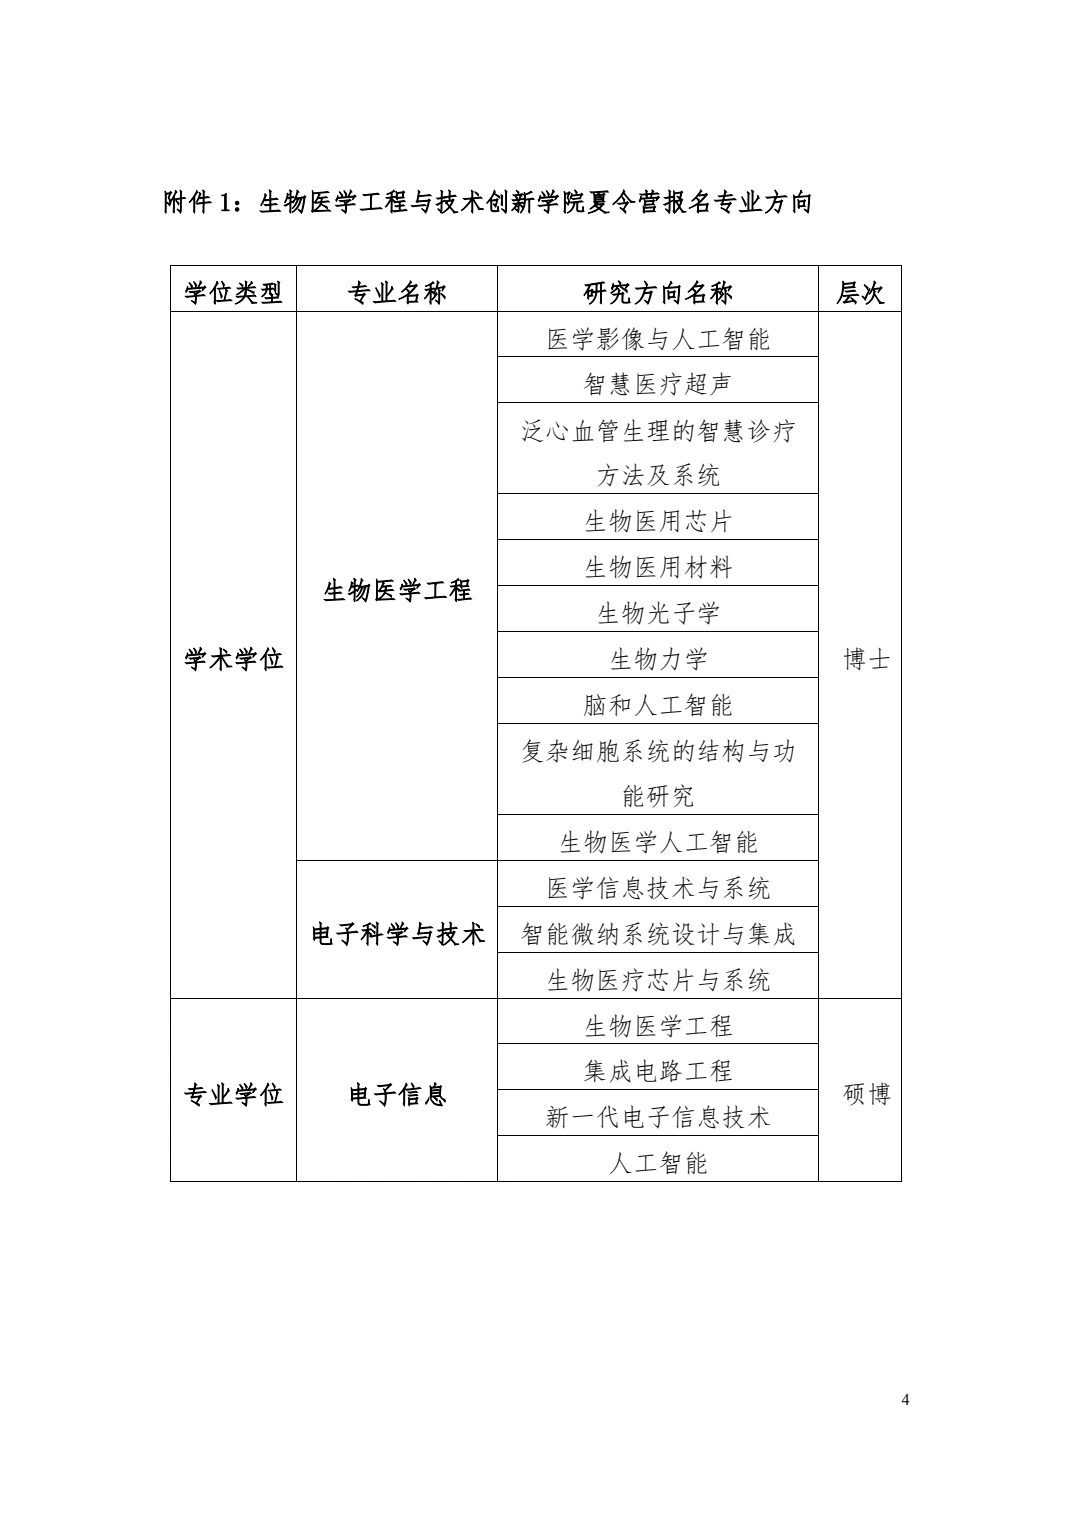 附件 1：生物医学工程与技术创新学院夏令营报名专业方向
学位类型 专业名称 研究方向名称 层次
医学影像与人工智能
智慧医疗超声
泛心血管生理的智慧诊疗
方法及系统
生物医用芯片
生物医用材料
生物医学工程
生物光子学
学术学位 生物力学 博士
脑和人工智能
复杂细胞系统的结构与功
能研究
生物医学人工智能
医学信息技术与系统
电子科学与技术 智能微纳系统设计与集成
生物医疗芯片与系统
生物医学工程
集成电路工程
专业学位 电子信息 硕博
新一代电子信息技术
人工智能
4